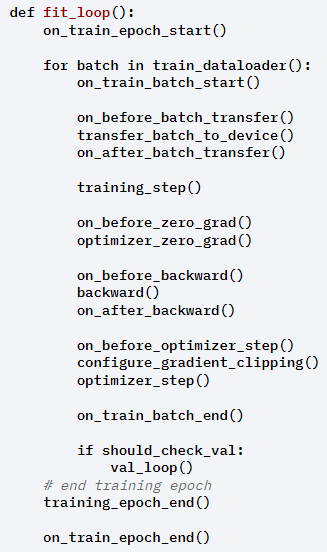 def fit_loop():
    on_train_epoch_start()

    for batch in train_dataloader():
        on_train_batch_start()

        on_before_batch_transfer()
        transfer_batch_to_device()
        on_after_batch_transfer()

        training_step()

        on_before_zero_grad()
        optimizer_zero_grad()

        on_before_backward()
        backward()
        on_after_backward()

        on_before_optimizer_step()
        configure_gradient_clipping()
        optimizer_step()

        on_train_batch_end()

        if should_check_val:
            val_loop()
    # end training epoch
    training_epoch_end()

    on_train_epoch_end()